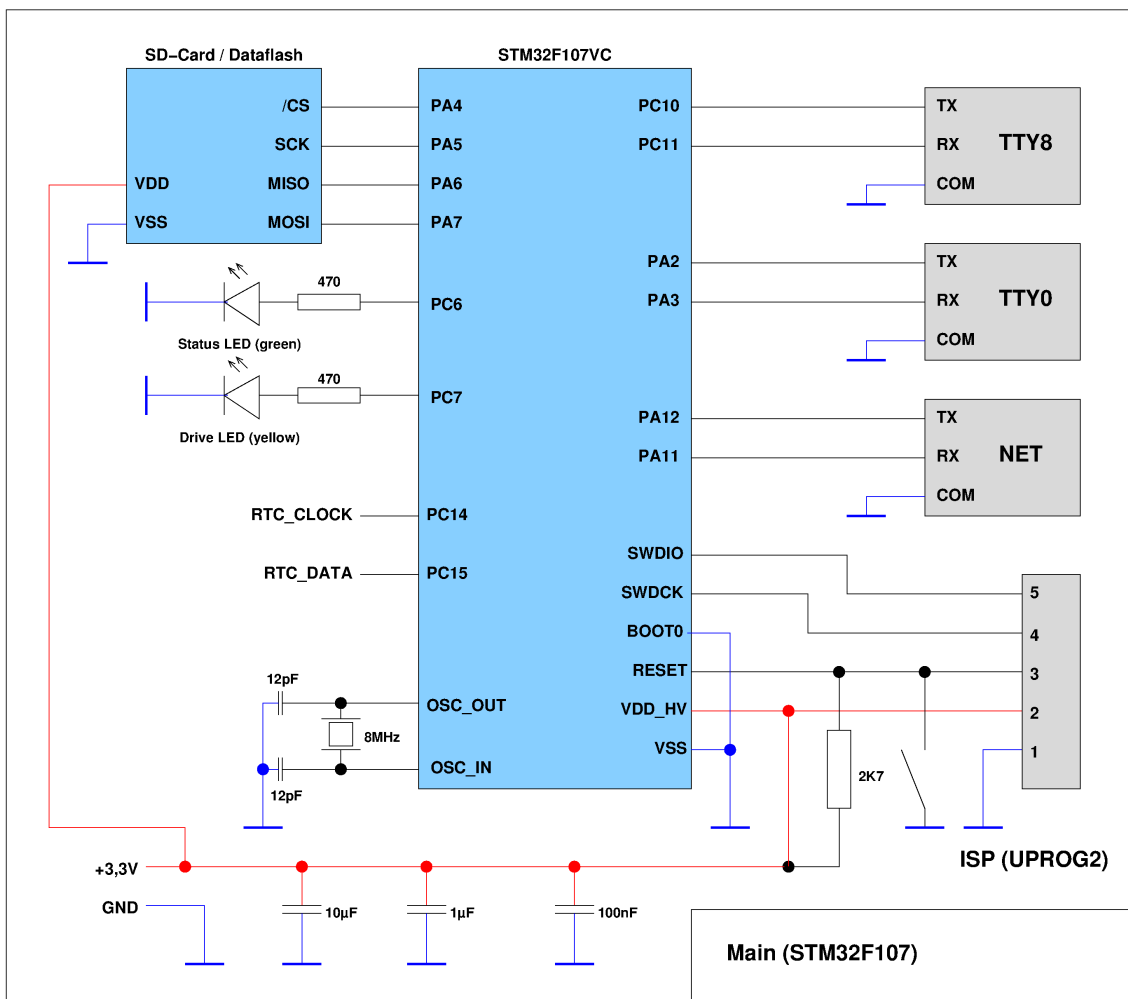 SD-Card / Dataflash
/CS
SCK
VDD
MISO
VSS
MOSI
STM32F107VC
PA4
PA5
PA6
PA7
PC6
PC7
PC14
PC15
OSC_OUT
OSC_IN
PC10
PC11
PA2
PA3
PA12
PA11
SWDIO
SWDCK
BOOT0
RESET
VDD_HV
VSS
TX
RX
TTY8
COM
TX
RX
TTY0
COM
TX
RX
NET
COM
470
Status LED (green)
470
Drive LED (yellow)
RTC_CLOCK
RTC_DATA
12pF
8MHz
12pF
5
4
3
2
1
2K7
ISP (UPROG2)
+3,3V
GND
10µF
1µF
100nF
Main (STM32F107)